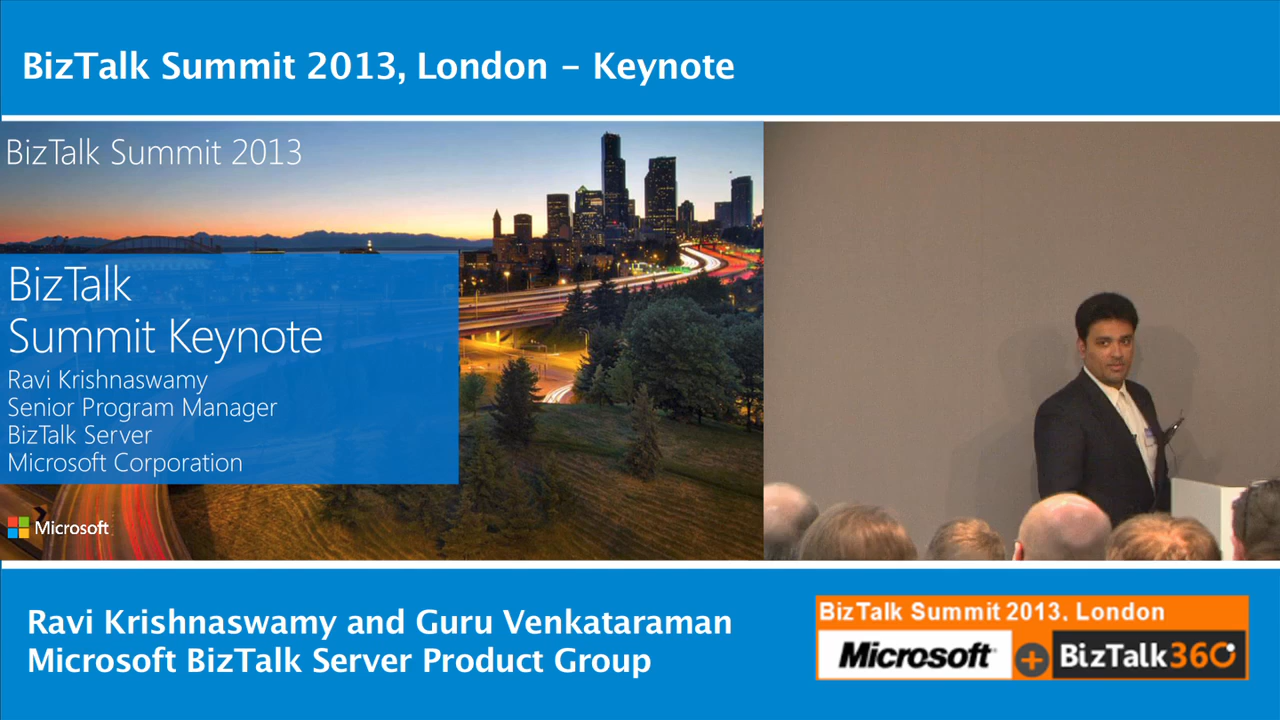 BizTalk Summit 2013, London - Keynote
BizTalk Summit 2013
BizTalk
Summit Keynote
Ravi Krishnaswamy
Senior Program Manager
BizTalk Server
Microsoft Corporation
Microsoft
Ravi Krishnaswamy and Guru Venkataraman
Microsoft BizTalk Server Product Group
BizTalk Summit 2013, London
Microsoft + BizTalk360